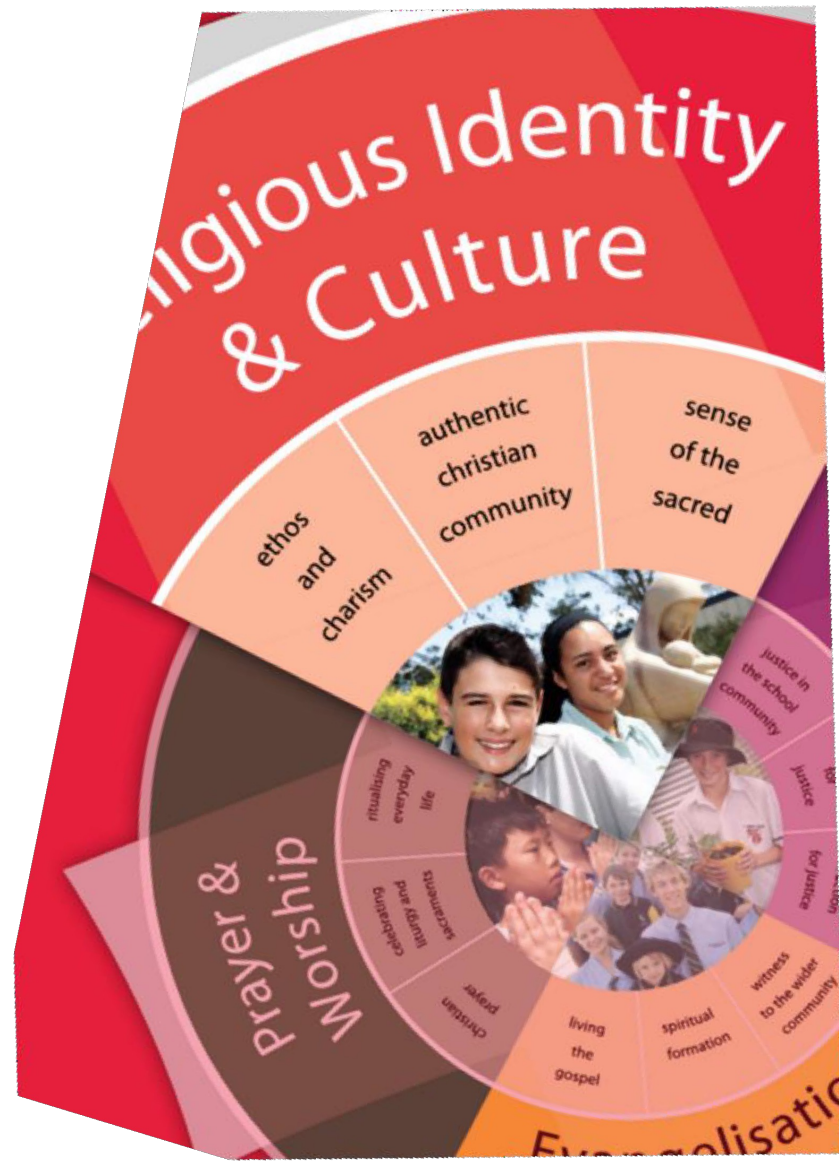 eligious Identity
& Culture
ethos
and
charism
authentic
christian
community
sense
of the
sacred
justice in
the school
community
justice
for justice
witness
to the wider
community
spiritual
formation
living
the
gospel
christian
prayer
celebrating
liturgy and
sacraments
ritualising
everyday
life
Prayer &
Worship
Evangelisatio